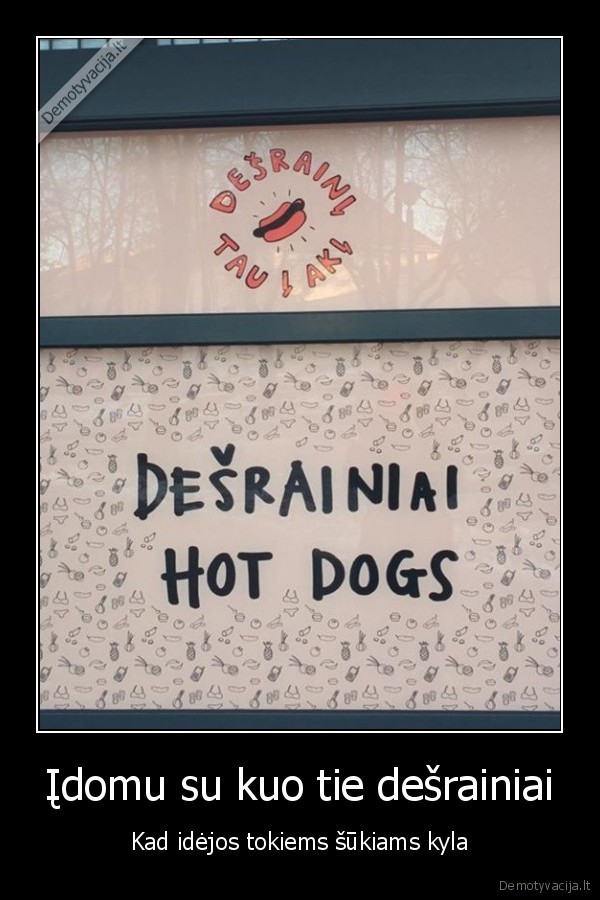 Demotyvacija.lt
DEŠRAINĮ
TAU Į AKĮ
DEŠRAINIAI
HOT DOGS
Įdomu su kuo tie dešrainiai
Kad idėjos tokiems šūkiams kyla
Demotyvacija.lt